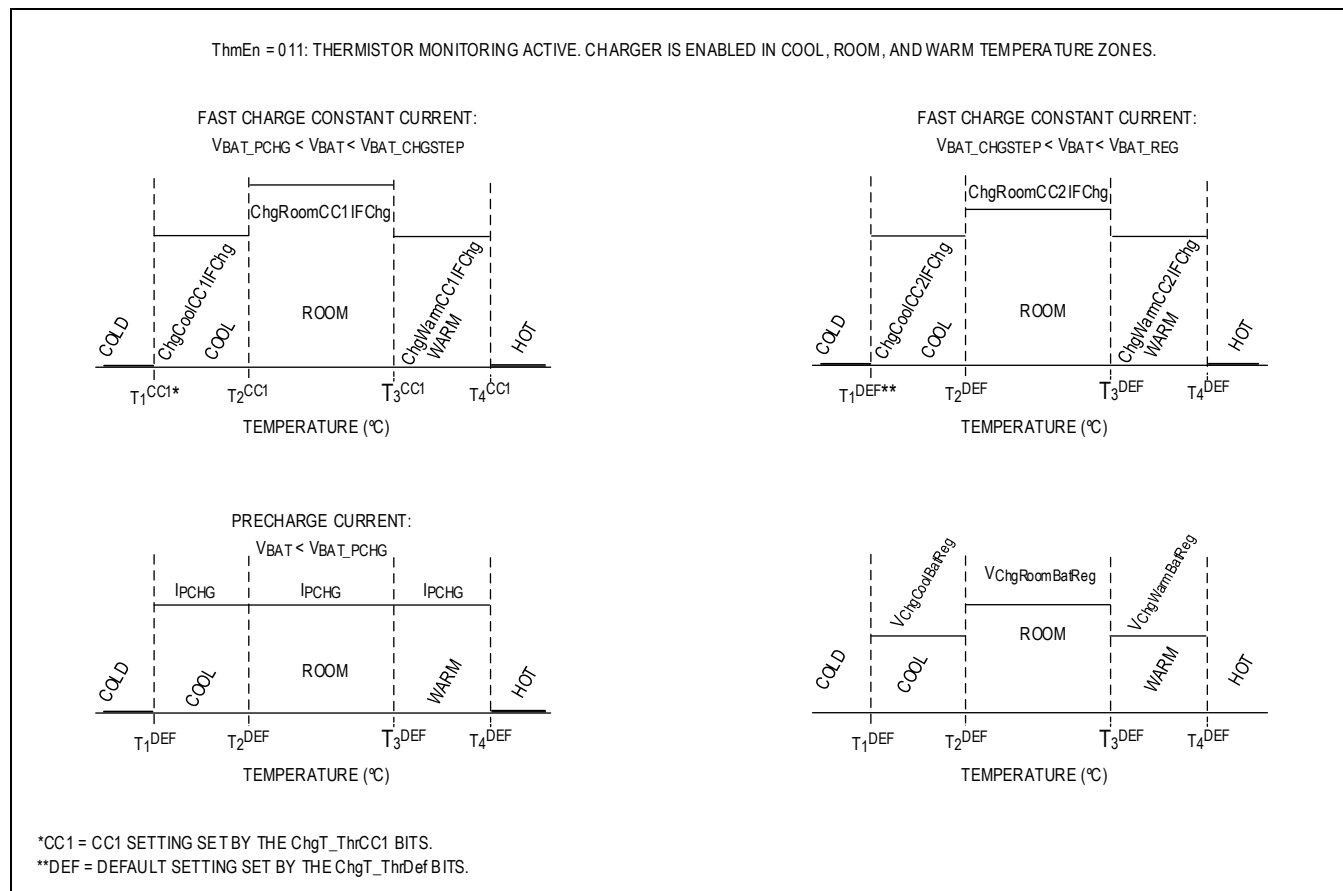 ThmEn = 011: THERMISTOR MONITORING ACTIVE. CHARGER IS ENABLED IN COOL, ROOM, AND WARM TEMPERATURE ZONES.
FAST CHARGE CONSTANT CURRENT:
VBAT_PCHG < VBAT < VBAT_CHGSTEP
ChgRoomCC1IFChg
COLD
ChgCoolCC1IFChg
COOL
ROOM
ChgWarmCC1IFChg
WARM
HOT
T1CC1*
T2CC1
T3CC1
T4CC1
TEMPERATURE (ºC)
FAST CHARGE CONSTANT CURRENT:
VBAT_CHGSTEP < VBAT < VBAT_REG
ChgRoomCC2IFChg
COLD
ChgCoolCC2IFChg
COOL
ROOM
ChgWarmCC2IFChg
WARM
HOT
T1DEF**
T2DEF
T3DEF
T4DEF
TEMPERATURE (ºC)
PRECHARGE CURRENT:
VBAT < VBAT_PCHG
IPCHG
IPCHG
IPCHG
COLD
COOL
ROOM
WARM
HOT
T1DEF
T2DEF
T3DEF
T4DEF
TEMPERATURE (ºC)
VChgCoolBatReg
VChgRoomBatReg
VChgWarmBatReg
COLD
COOL
ROOM
WARM
HOT
T1DEF
T2DEF
T3DEF
T4DEF
TEMPERATURE (ºC)
*CC1 = CC1 SETTING SET BY THE ChgT_ThrCC1 BITS.
**DEF = DEFAULT SETTING SET BY THE ChgT_ThrDef BITS.